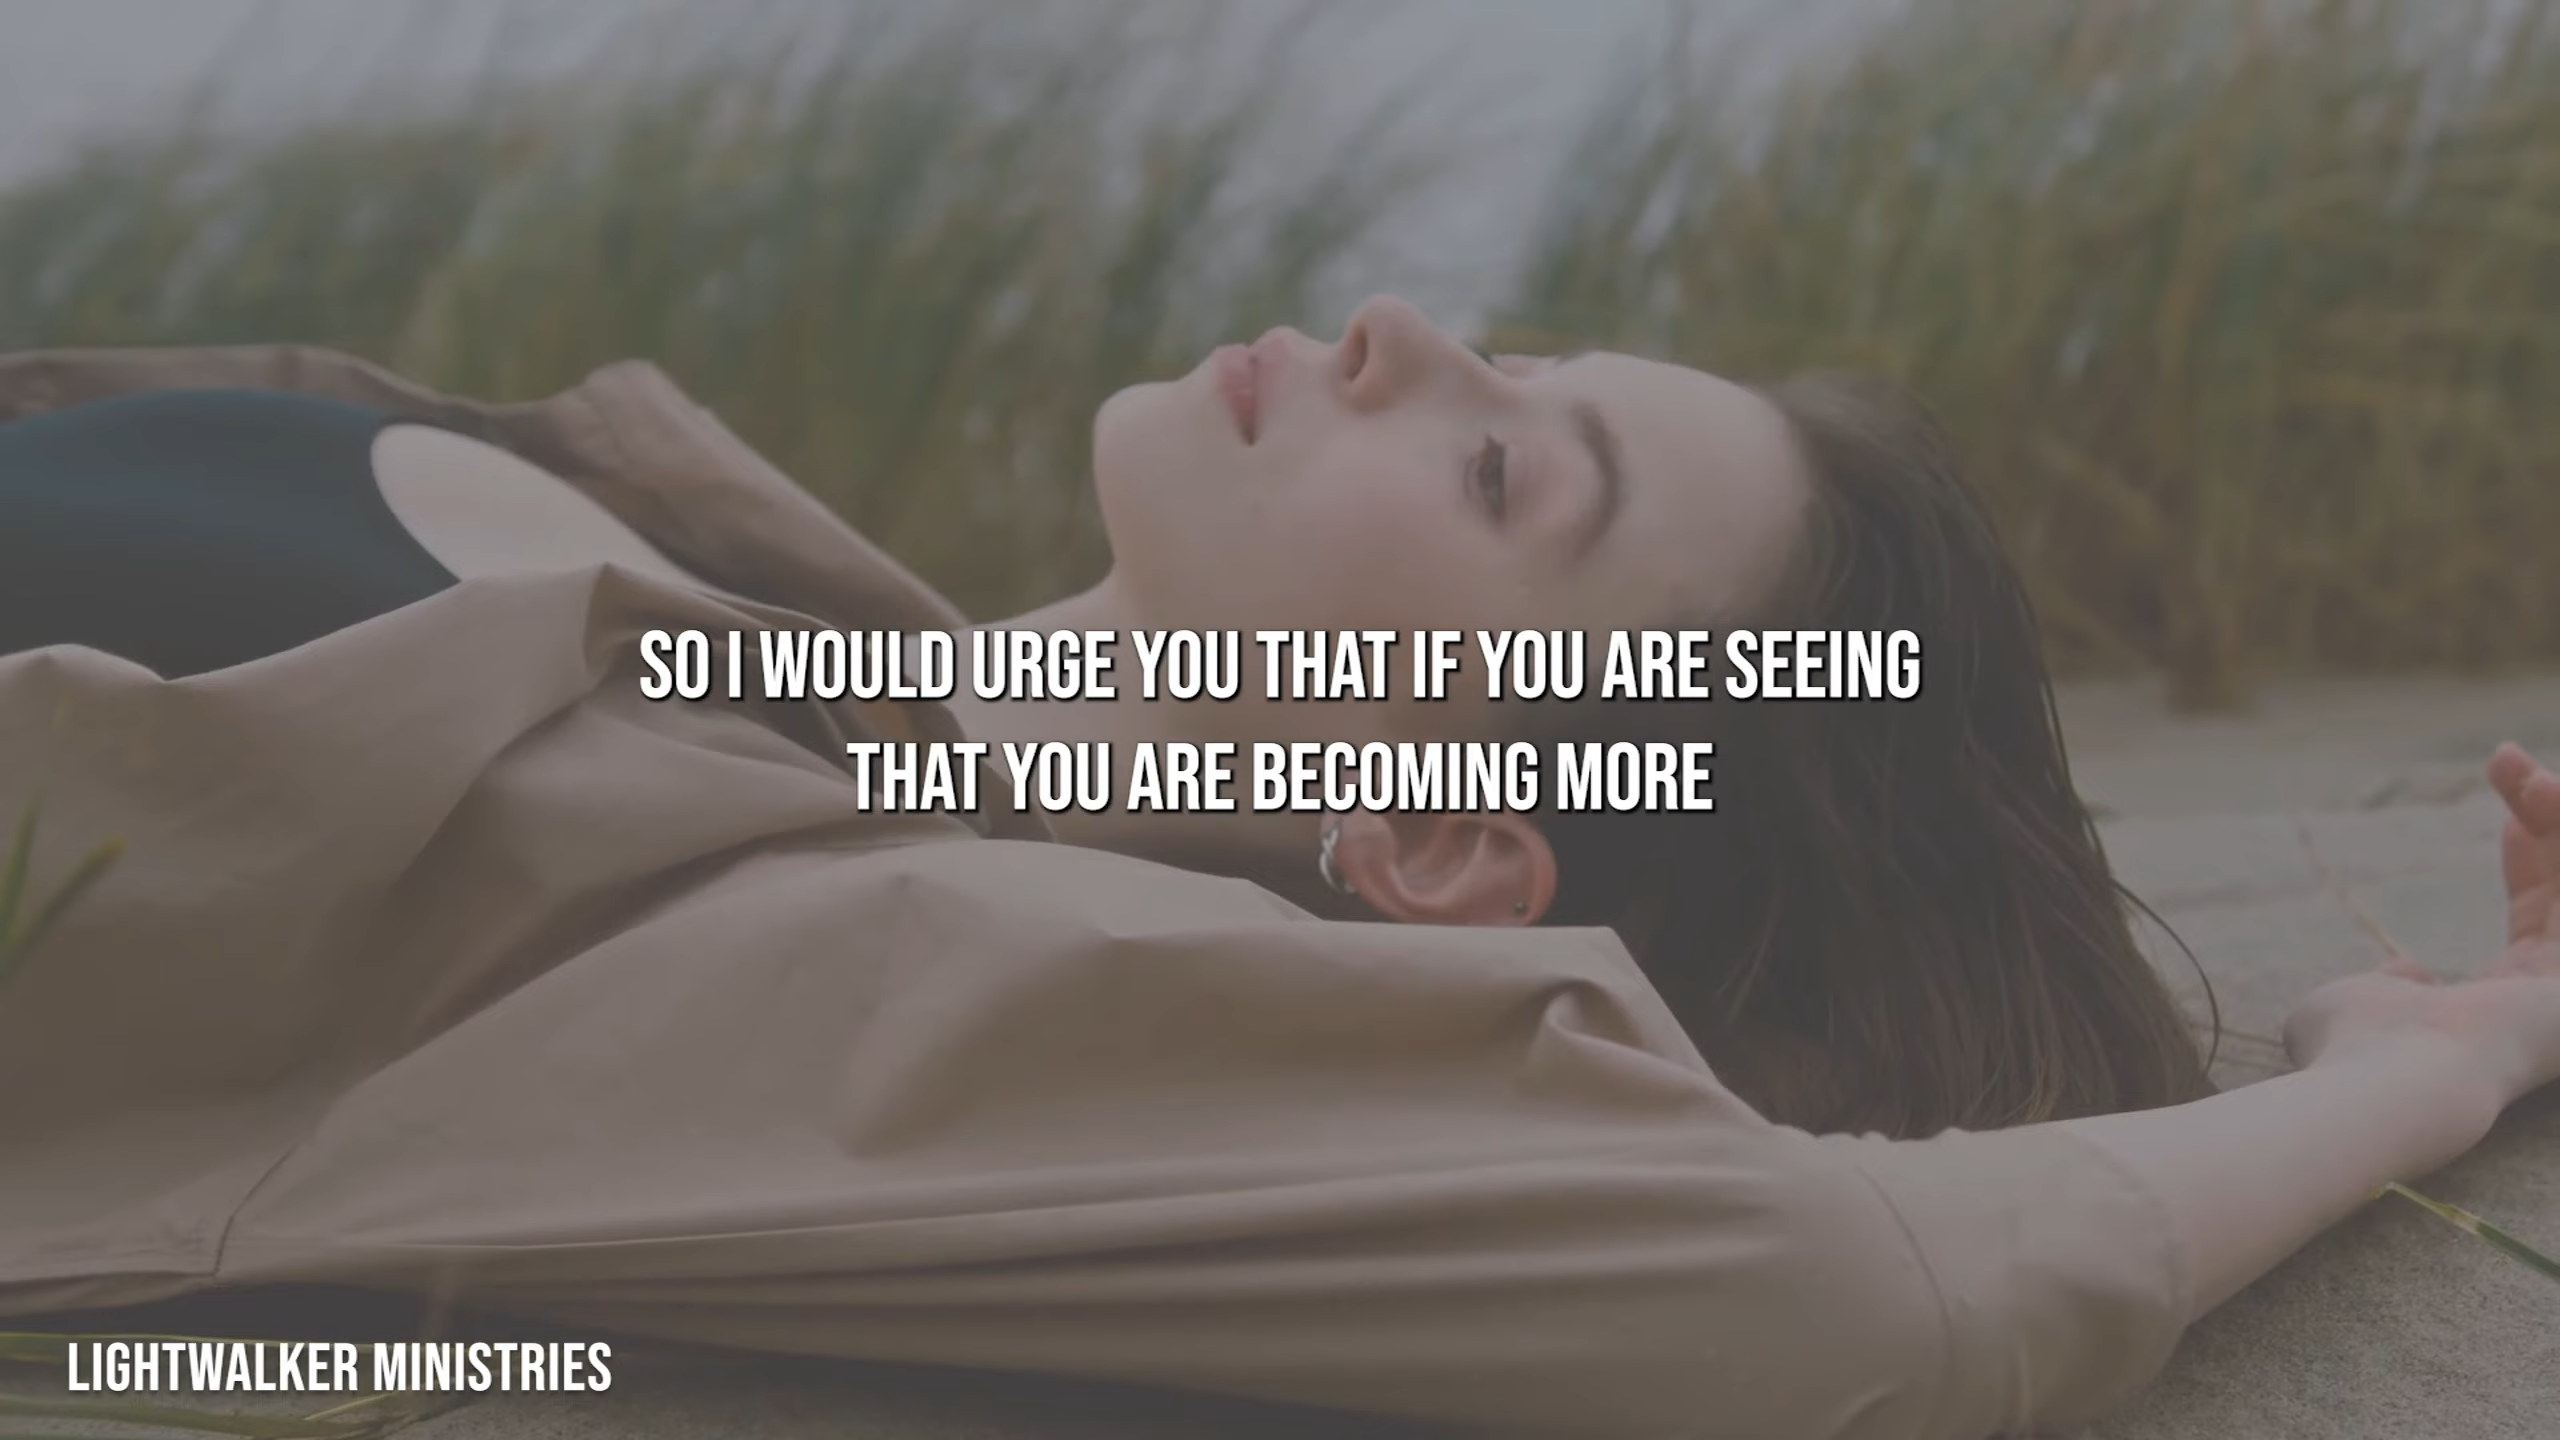 SO I WOULD URGE YOU THAT IF YOU ARE SEEING
THAT YOU ARE BECOMING MORE
LIGHTWALKER MINISTRIES